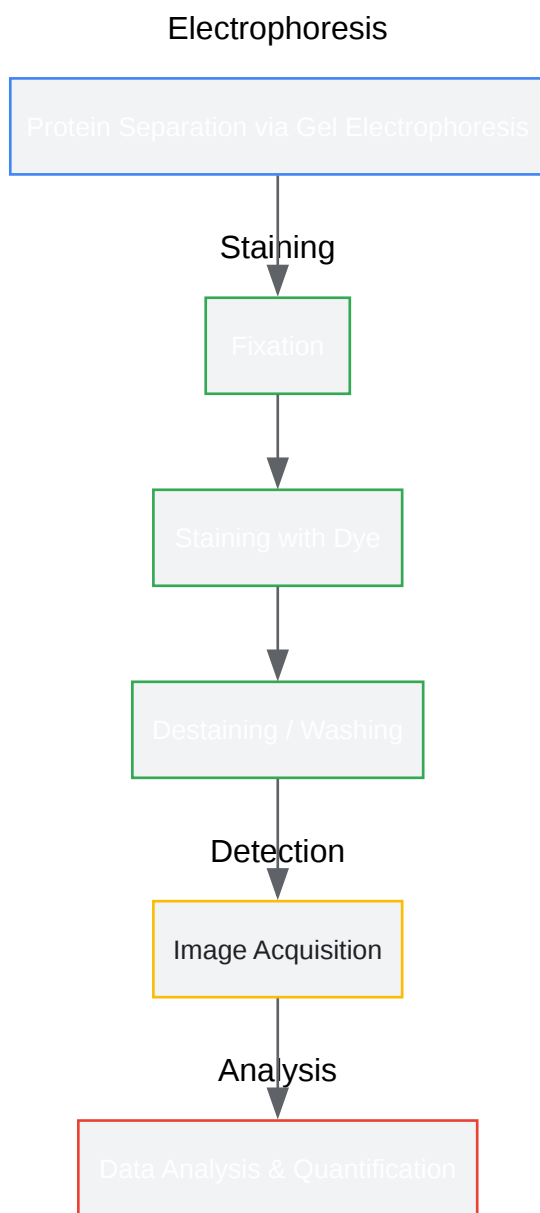 Electrophoresis
Protein Separation via Gel Electrophoresis
Staining
Fixation
Staining with Dye
Destaining / Washing
Detection
Image Acquisition
Analysis
Data Analysis & Quantification